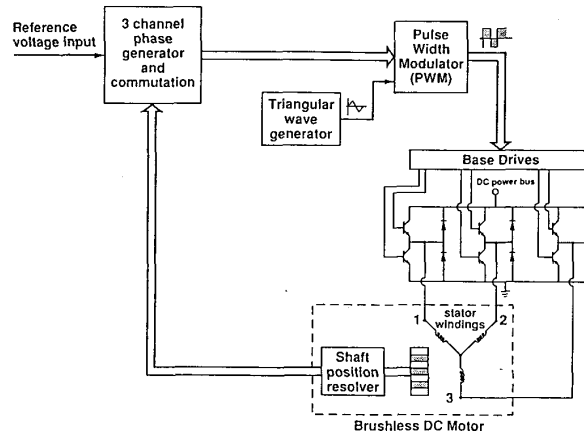 Reference
voltage input
3 channel
phase
generator
and
commutation
Pulse
Width
Modulator
(PWM)
Triangular
wave
generator
Base Drives
DC power bus
1
stator
windings
2
3
Shaft
position
resolver
Brushless DC Motor